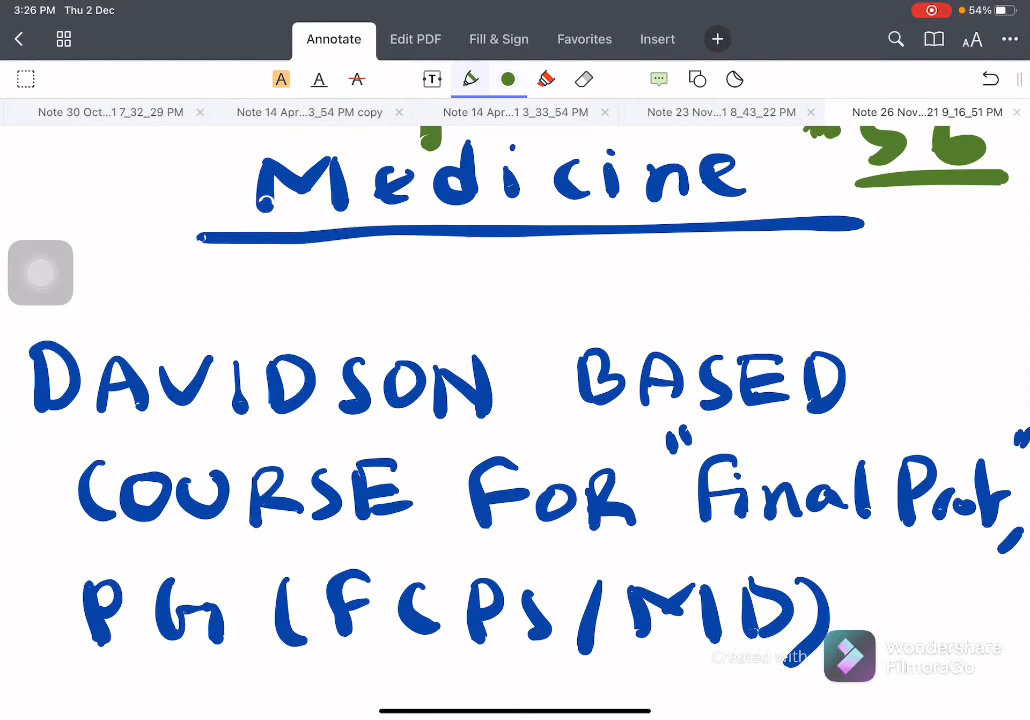 3:26 PM Thu 2 Dec 54%
Annotate Edit PDF Fill & Sign Favorites Insert
Note 30 Oct...1 7_32_29 PM Note 14 Apr...3_54 PM copy Note 14 Apr...1 3_33_54 PM Note 23 Nov...1 8_43_22 PM Note 26 Nov...21 9_16_51 PM
Medicine
DAVIDSON BASED
COURSE FOR "Final Prof",
PG (FCPS/MD)
Created with Wondershare
FilmoraGo